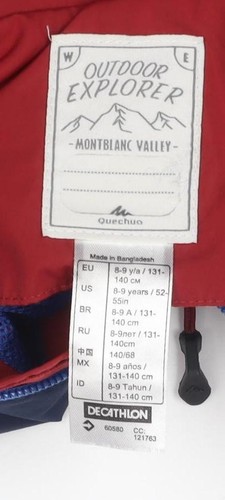 W E
OUTDOOR
EXPLORER
-MONTBLANC VALLEY-
Quechua
Made in Bangladesh
EU 8-9 y/a / 131-
140 см
US 8-9 years / 52-
55in
BR 8-9 A / 131-
140 cm
RU 8-9лет / 131-
140cm
中国 140/68
MX 8-9 años /
131-140 cm
ID 8-9 Tahun /
131-140 cm
DECATHLON
60880 CC:
121763